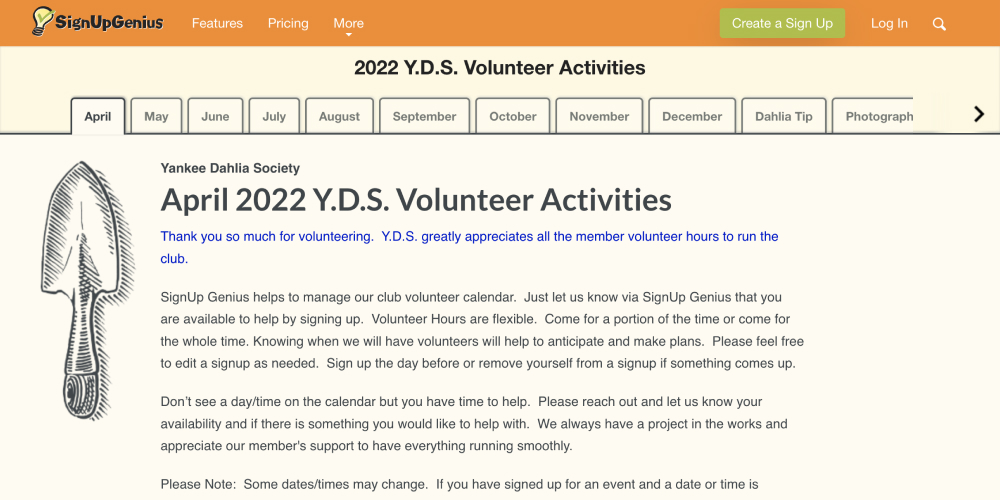 SignUpGenius Features Pricing More Create a Sign Up Log In
2022 Y.D.S. Volunteer Activities
April May June July August September October November December Dahlia Tip Photograph
Yankee Dahlia Society
April 2022 Y.D.S. Volunteer Activities
Thank you so much for volunteering.  Y.D.S. greatly appreciates all the member volunteer hours to run the
club.
SignUp Genius helps to manage our club volunteer calendar.  Just let us know via SignUp Genius that you
are available to help by signing up.  Volunteer Hours are flexible.  Come for a portion of the time or come for
the whole time. Knowing when we will have volunteers will help to anticipate and make plans.  Please feel free
to edit a signup as needed.  Sign up the day before or remove yourself from a signup if something comes up.
Don't see a day/time on the calendar but you have time to help.  Please reach out and let us know your
availability and if there is something you would like to help with.  We always have a project in the works and
appreciate our member's support to have everything running smoothly.
Please Note:  Some dates/times may change.  If you have signed up for an event and a date or time is